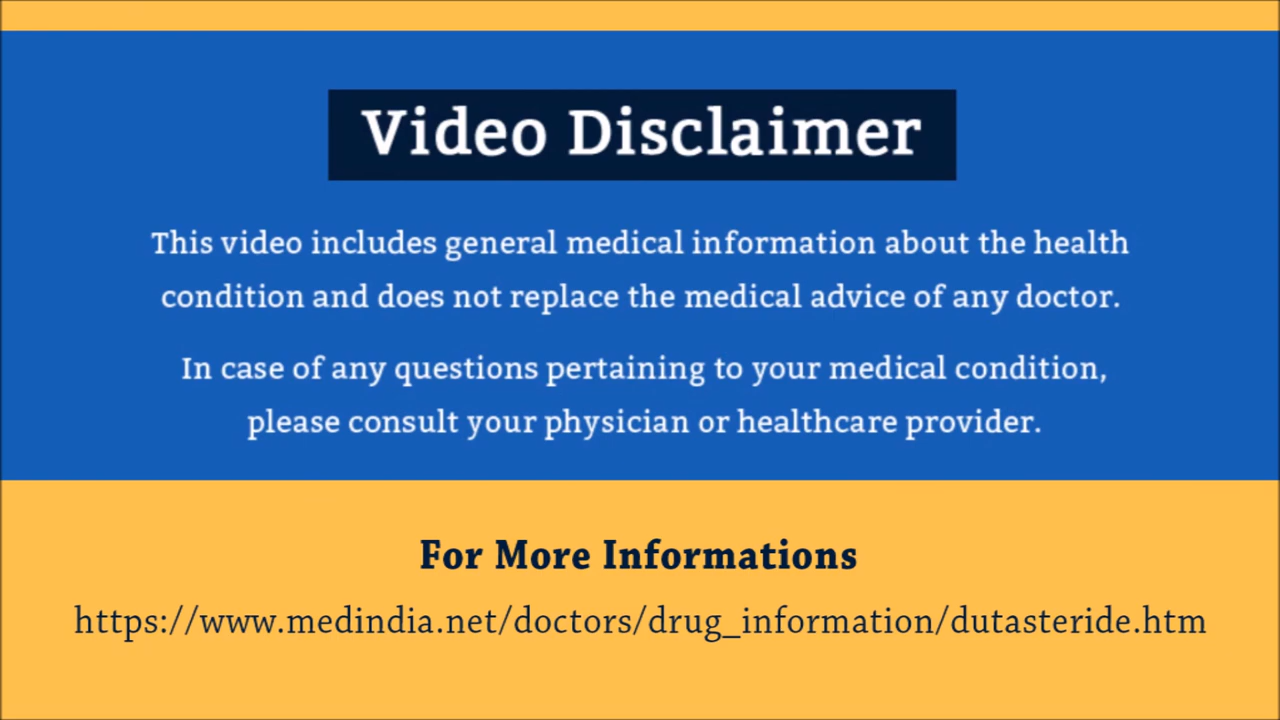 Video Disclaimer
This video includes general medical information about the health
condition and does not replace the medical advice of any doctor.
In case of any questions pertaining to your medical condition,
please consult your physician or healthcare provider.
For More Informations
https://www.medindia.net/doctors/drug_information/dutasteride.htm